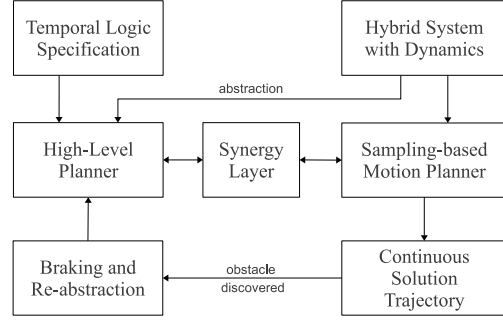 Temporal Logic
Specification
Hybrid System
with Dynamics
abstraction
High-Level
Planner
Synergy
Layer
Sampling-based
Motion Planner
Braking and
Re-abstraction
obstacle
discovered
Continuous
Solution
Trajectory